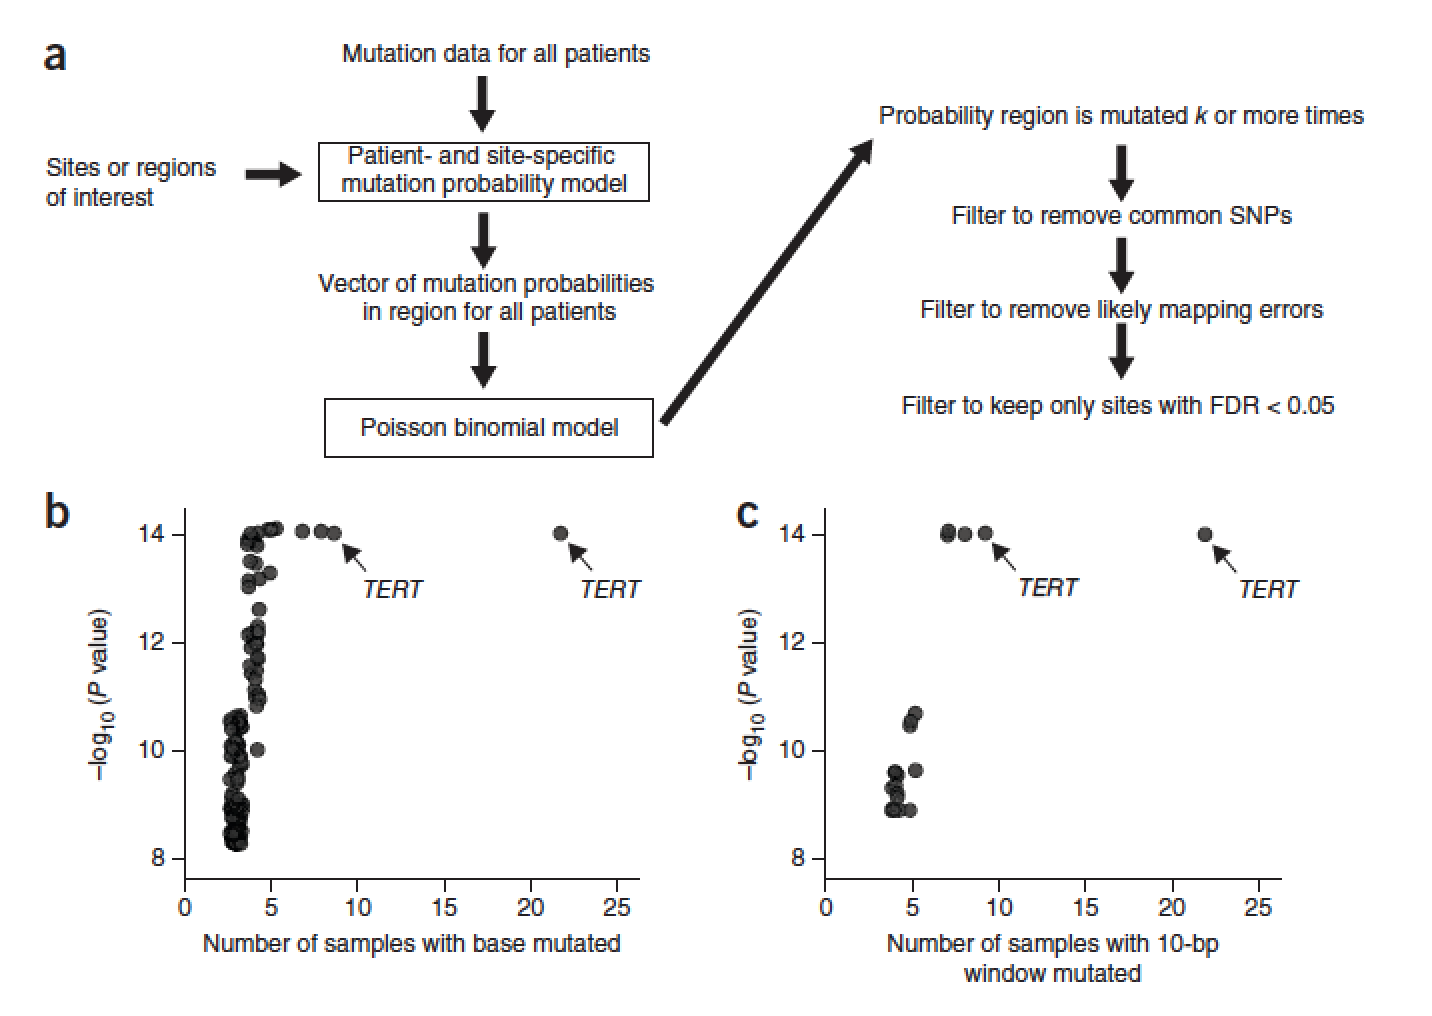 a
Mutation data for all patients
Sites or regions
of interest
Patient- and site-specific
mutation probability model
Vector of mutation probabilities
in region for all patients
Poisson binomial model
Probability region is mutated k or more times
Filter to remove common SNPs
Filter to remove likely mapping errors
Filter to keep only sites with FDR < 0.05
b
–log10 (P value)
14
12
10
8
TERT
TERT
0 5 10 15 20 25
Number of samples with base mutated
c
–log10 (P value)
14
12
10
8
TERT
TERT
0 5 10 15 20 25
Number of samples with 10-bp
window mutated